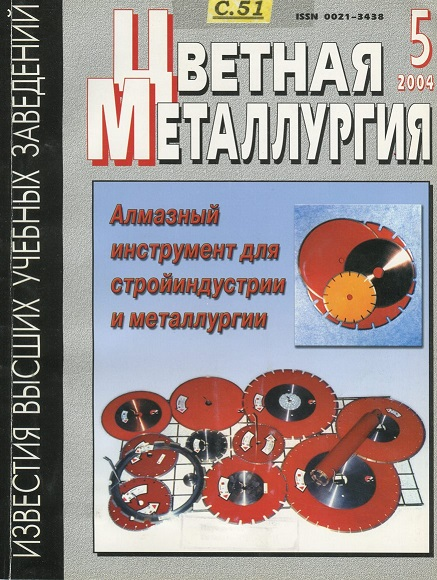 С.51
ISSN 0021-3438
5
2004
ЦВЕТНАЯ
МЕТАЛЛУРГИЯ
ИЗВЕСТИЯ ВЫСШИХ УЧЕБНЫХ ЗАВЕДЕНИЙ
Алмазный
инструмент для
стройиндустрии
и металлургии